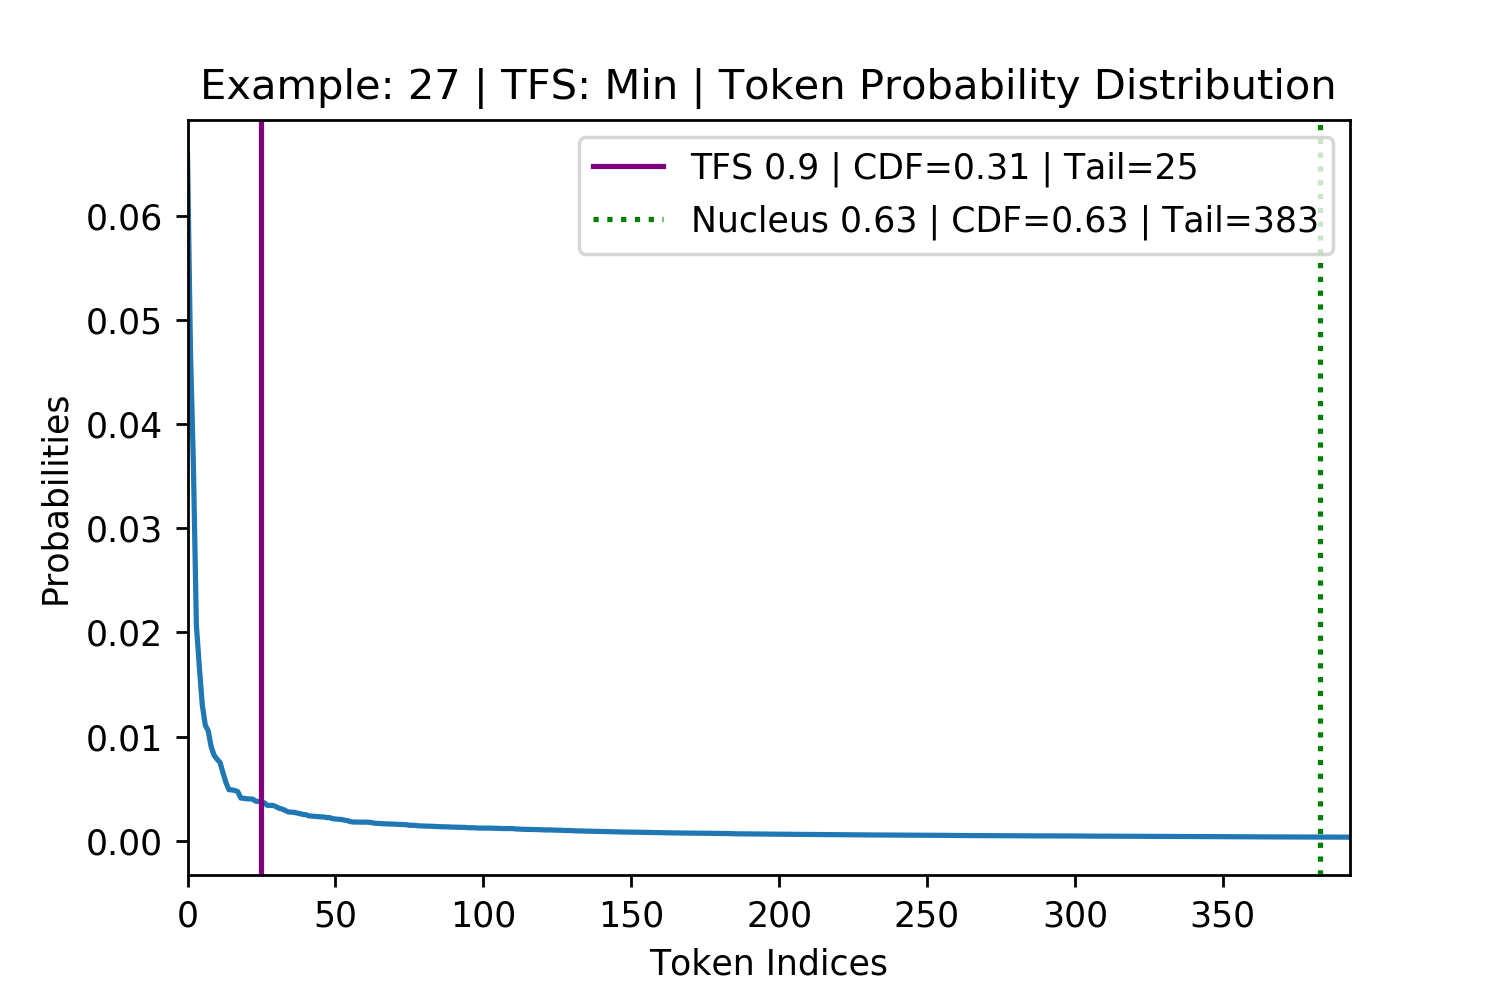 Example: 27 | TFS: Min | Token Probability Distribution
TFS 0.9 | CDF=0.31 | Tail=25
Nucleus 0.63 | CDF=0.63 | Tail=383
Probabilities
0.06
0.05
0.04
0.03
0.02
0.01
0.00
0 50 100 150 200 250 300 350
Token Indices